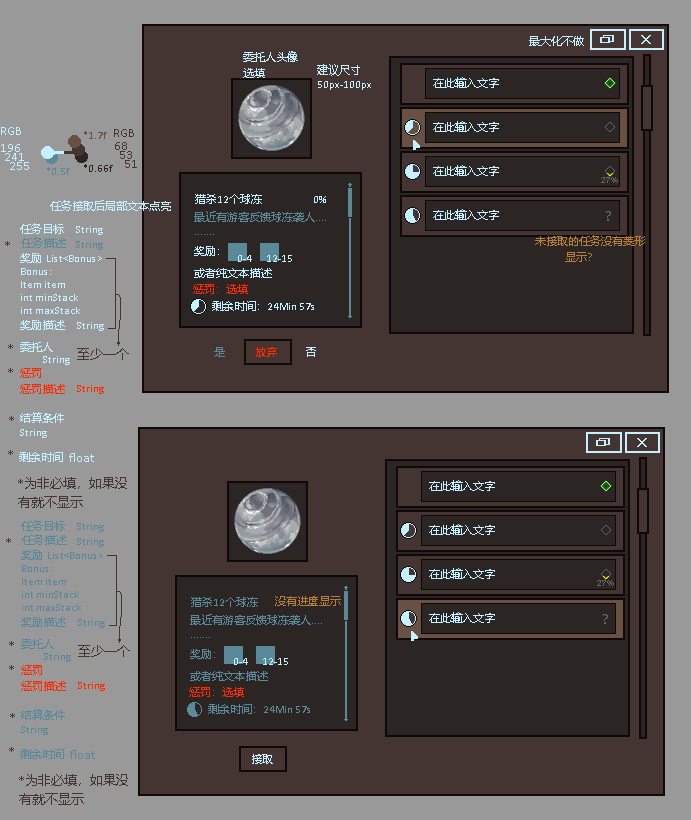 最大化不做
委托人头像
选填
建议尺寸
50px-100px
在此输入文字
在此输入文字
在此输入文字
27%
在此输入文字
?
未接取的任务没有菱形
显示?
RGB
196
241
255
*1.7f
RGB
68
53
51
*0.5f
*0.66f
任务接取后局部文本点亮
猎杀12个球冻
0%
最近有游客反馈球冻袭人....
.......
奖励:
0-4
12-15
或者纯文本描述
惩罚: 选填
剩余时间: 24Min 57s
是
放弃
否
任务目标 String
* 任务描述 String
奖励 List<Bonus>
Bonus:
Item item
int minStack
int maxStack
奖励描述 String
至少一个
* 委托人
String
* 惩罚
惩罚描述 String
* 结算条件
String
* 剩余时间 float
*为非必填，如果没
有就不显示
在此输入文字
在此输入文字
在此输入文字
27%
在此输入文字
?
猎杀12个球冻
没有进度显示
最近有游客反馈球冻袭人....
.......
奖励:
0-4
12-15
或者纯文本描述
惩罚: 选填
剩余时间: 24Min 57s
接取
任务目标 String
* 任务描述 String
奖励 List<Bonus>
Bonus:
Item item
int minStack
int maxStack
奖励描述 String
至少一个
* 委托人
String
* 惩罚
惩罚描述 String
* 结算条件
String
* 剩余时间 float
*为非必填，如果没
有就不显示